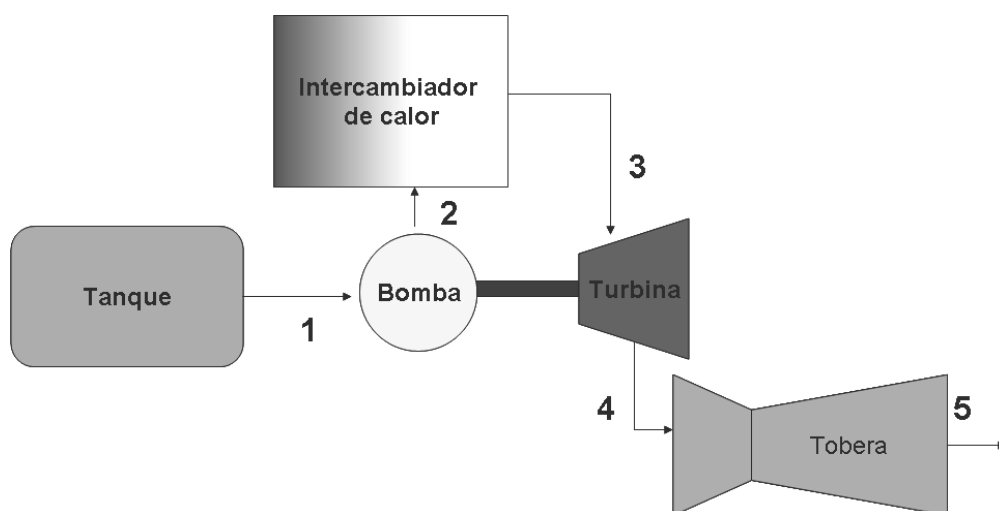 Intercambiador
de calor
3
2
Tanque
Bomba
Turbina
1
4
5
Tobera